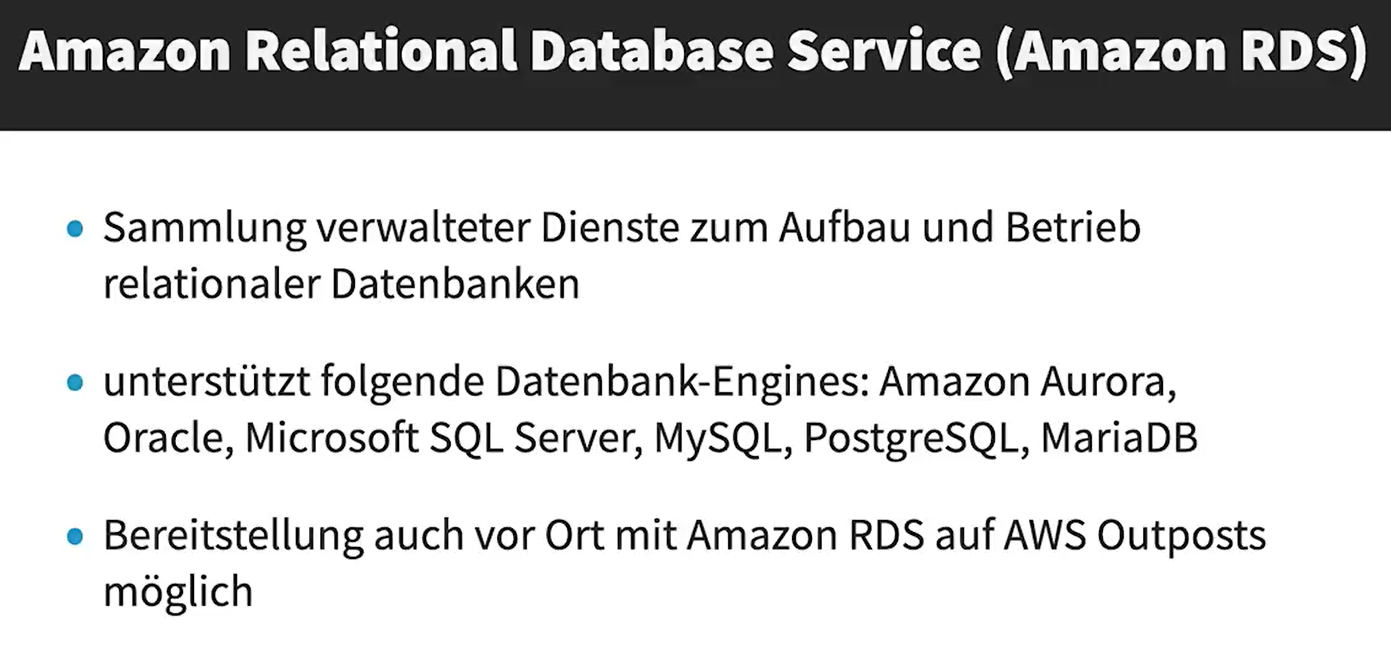 Amazon Relational Database Service (Amazon RDS)
• Sammlung verwalteter Dienste zum Aufbau und Betrieb
relationaler Datenbanken
• unterstützt folgende Datenbank-Engines: Amazon Aurora,
Oracle, Microsoft SQL Server, MySQL, PostgreSQL, MariaDB
• Bereitstellung auch vor Ort mit Amazon RDS auf AWS Outposts
möglich